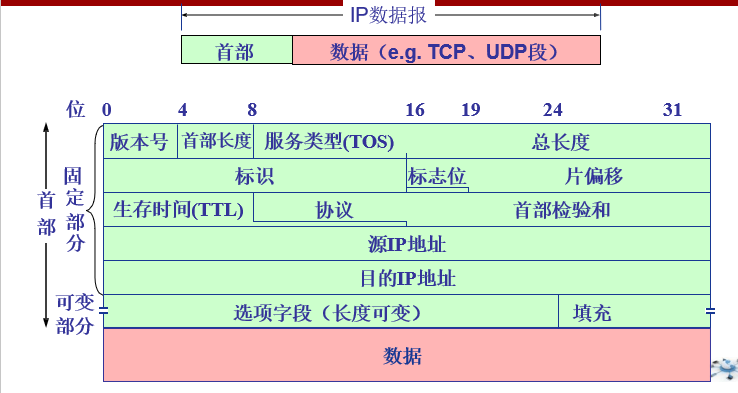 IP数据报
首部 数据（e.g. TCP、UDP段）
位 0 4 8 16 19 24 31
版本号 首部长度 服务类型(TOS) 总长度
标识 标志位 片偏移
生存时间(TTL) 协议 首部检验和
源IP地址
目的IP地址
选项字段（长度可变） 填充
数据
首部
固定部分
可变部分